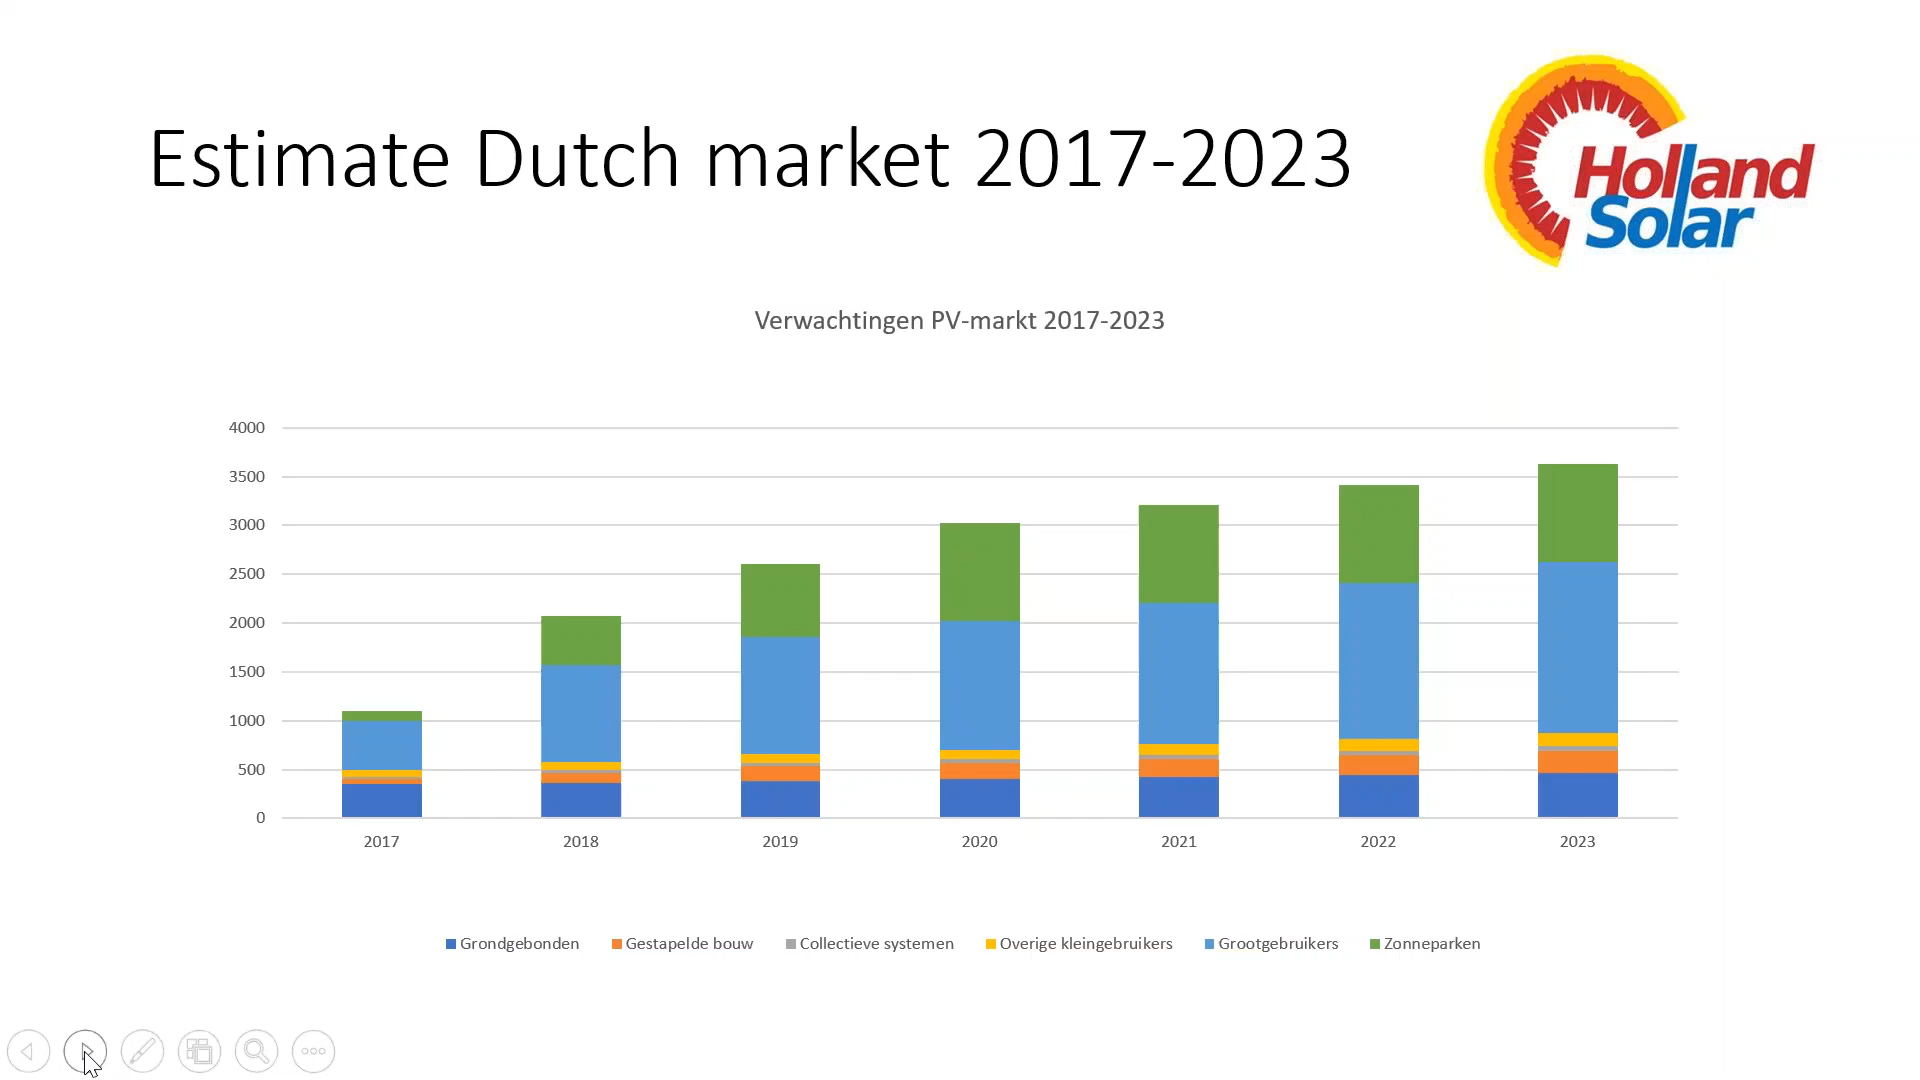 Estimate Dutch market 2017-2023
Holland
Solar
Verwachtingen PV-markt 2017-2023
4000
3500
3000
2500
2000
1500
1000
500
0
2017 2018 2019 2020 2021 2022 2023
Grondgebonden Gestapelde bouw Collectieve systemen Overige kleingebruikers Grootgebruikers Zonneparken